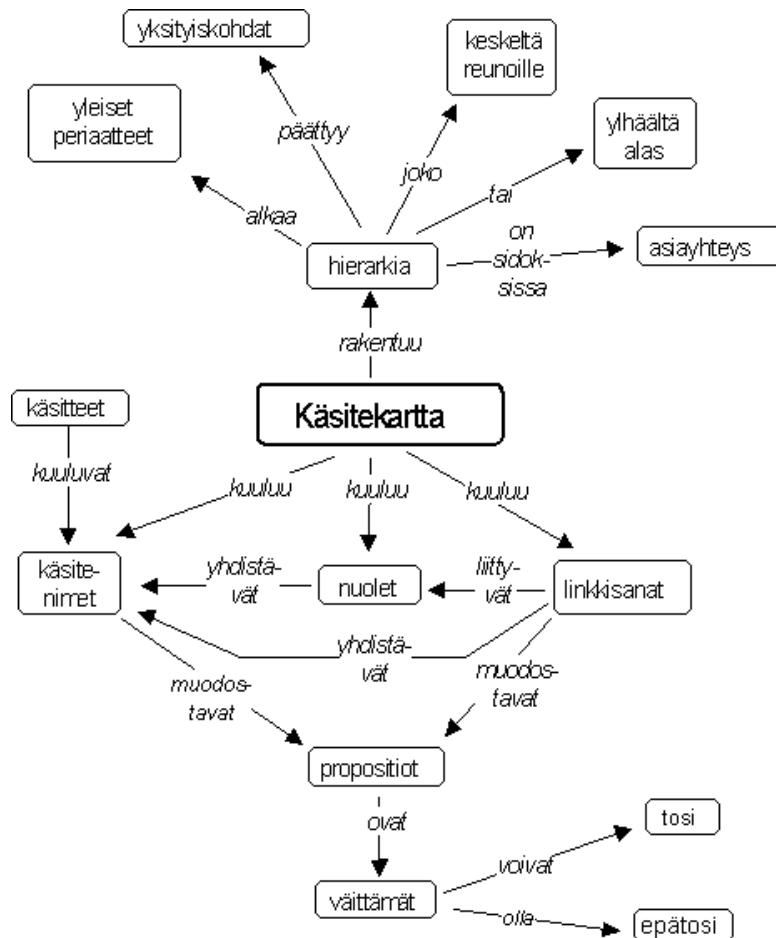 yksityiskohdat
keskeltä
reunoille
yleiset
periaatteet
ylhäältä
alas
päättyy
joko
tai
alkaa
on
sidok-
sissa
asiayhteys
hierarkia
rakentuu
Käsitekartta
käsitteet
kuuluvat
kuuluu
kuuluu
kuuluu
käsite-
nimet
yhdistä-
vät
nuolet
liitty-
vät
linkkisanat
yhdistä-
vät
muodos-
tavat
muodos-
tavat
propositiot
ovat
tosi
voivat
väittämät
olla
epätosi